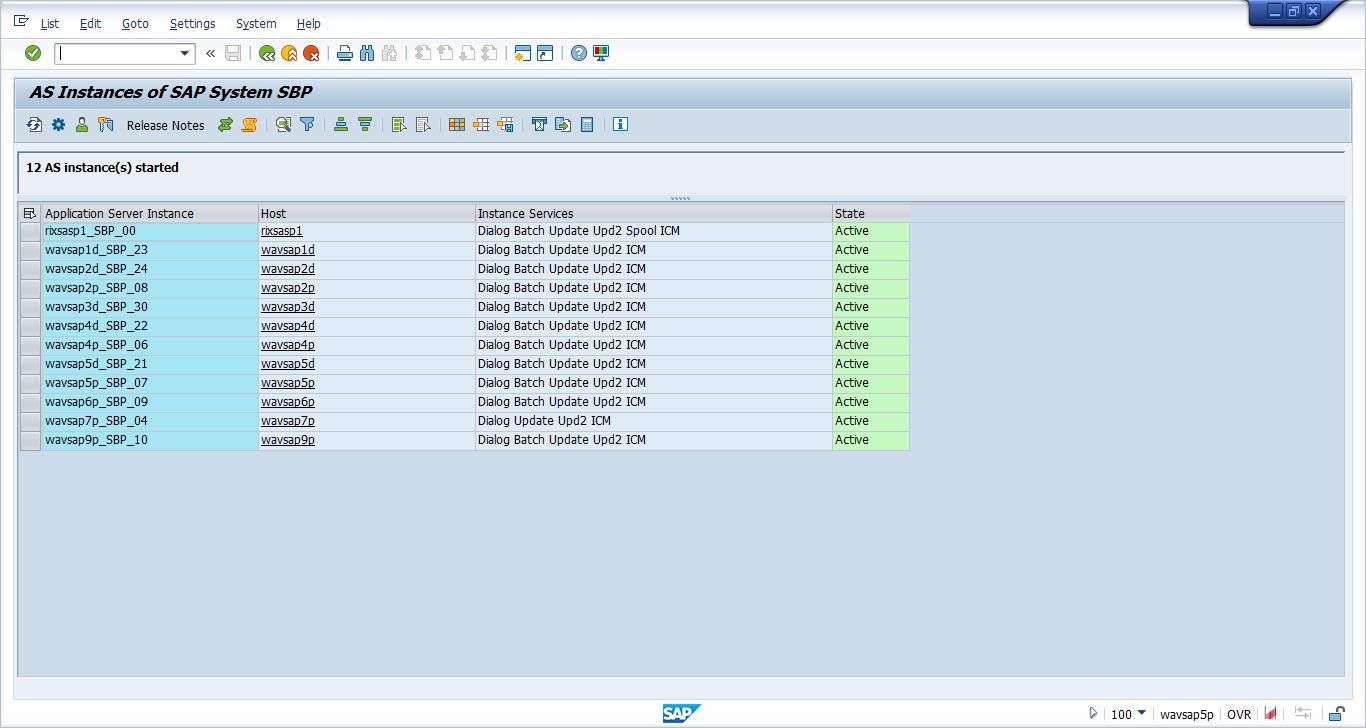 List Edit Goto Settings System Help
AS Instances of SAP System SBP
Release Notes
12 AS instance(s) started
Application Server Instance Host Instance Services State
rixsasp1_SBP_00 rixsasp1 Dialog Batch Update Upd2 Spool ICM Active
wavsap1d_SBP_23 wavsap1d Dialog Batch Update Upd2 ICM Active
wavsap2d_SBP_24 wavsap2d Dialog Batch Update Upd2 ICM Active
wavsap2p_SBP_08 wavsap2p Dialog Batch Update Upd2 ICM Active
wavsap3d_SBP_30 wavsap3d Dialog Batch Update Upd2 ICM Active
wavsap4d_SBP_22 wavsap4d Dialog Batch Update Upd2 ICM Active
wavsap4p_SBP_06 wavsap4p Dialog Batch Update Upd2 ICM Active
wavsap5d_SBP_21 wavsap5d Dialog Batch Update Upd2 ICM Active
wavsap5p_SBP_07 wavsap5p Dialog Batch Update Upd2 ICM Active
wavsap6p_SBP_09 wavsap6p Dialog Batch Update Upd2 ICM Active
wavsap7p_SBP_04 wavsap7p Dialog Update Upd2 ICM Active
wavsap9p_SBP_10 wavsap9p Dialog Batch Update Upd2 ICM Active
SAP 100 wavsap5p OVR